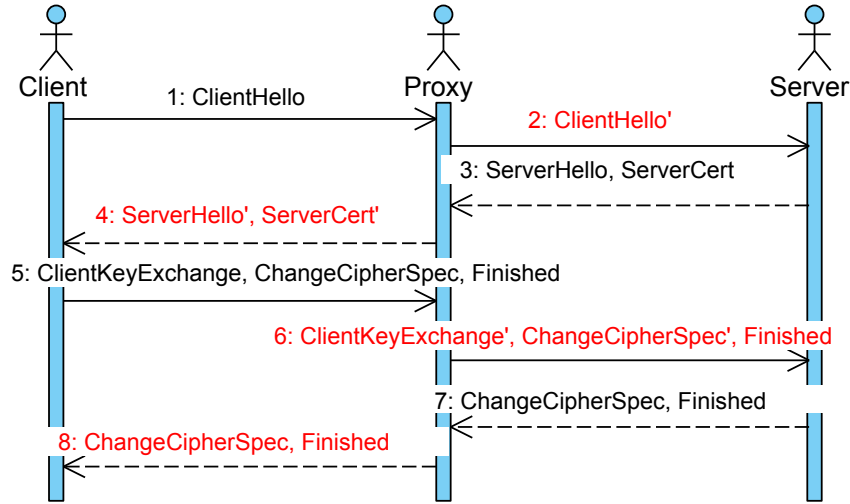 Client
Proxy
Server
1: ClientHello
2: ClientHello'
3: ServerHello, ServerCert
4: ServerHello', ServerCert'
5: ClientKeyExchange, ChangeCipherSpec, Finished
6: ClientKeyExchange', ChangeCipherSpec', Finished
7: ChangeCipherSpec, Finished
8: ChangeCipherSpec, Finished